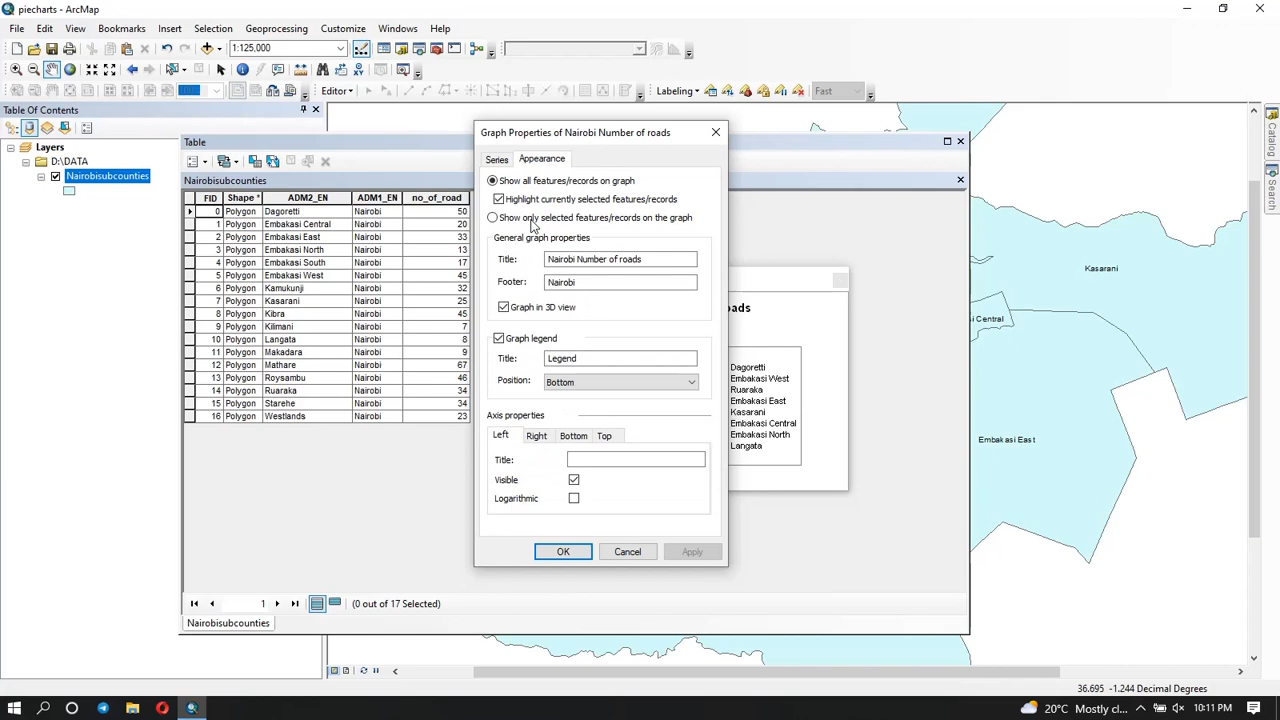 piecharts - ArcMap
File Edit View Bookmarks Insert Selection Geoprocessing Customize Windows Help
1:125,000
Editor
Labeling
Fast
Table Of Contents
Layers
D:\DATA
Nairobisubcounties
Table
Nairobisubcounties
FID Shape * ADM2_EN ADM1_EN no_of_road
0 Polygon Dagoretti Nairobi 50
1 Polygon Embakasi Central Nairobi 20
2 Polygon Embakasi East Nairobi 33
3 Polygon Embakasi North Nairobi 13
4 Polygon Embakasi South Nairobi 17
5 Polygon Embakasi West Nairobi 45
6 Polygon Kamukunji Nairobi 32
7 Polygon Kasarani Nairobi 25
8 Polygon Kibra Nairobi 45
9 Polygon Kilimani Nairobi 7
10 Polygon Langata Nairobi 8
11 Polygon Makadara Nairobi 9
12 Polygon Mathare Nairobi 67
13 Polygon Roysambu Nairobi 46
14 Polygon Ruaraka Nairobi 34
15 Polygon Starehe Nairobi 34
16 Polygon Westlands Nairobi 23
1
(0 out of 17 Selected)
Nairobisubcounties
Graph Properties of Nairobi Number of roads
Series Appearance
Show all features/records on graph
Highlight currently selected features/records
Show only selected features/records on the graph
General graph properties
Title: Nairobi Number of roads
Footer: Nairobi
Graph in 3D view
Graph legend
Title: Legend
Position: Bottom
Axis properties
Left Right Bottom Top
Title:
Visible
Logarithmic
OK Cancel Apply
oads
Dagoretti
Embakasi West
Ruaraka
Embakasi East
Kasarani
Embakasi Central
Embakasi North
Langata
Kasarani
si Central
Embakasi East
Catalog
Search
36.695 -1.244 Decimal Degrees
20°C Mostly cl...
10:11 PM